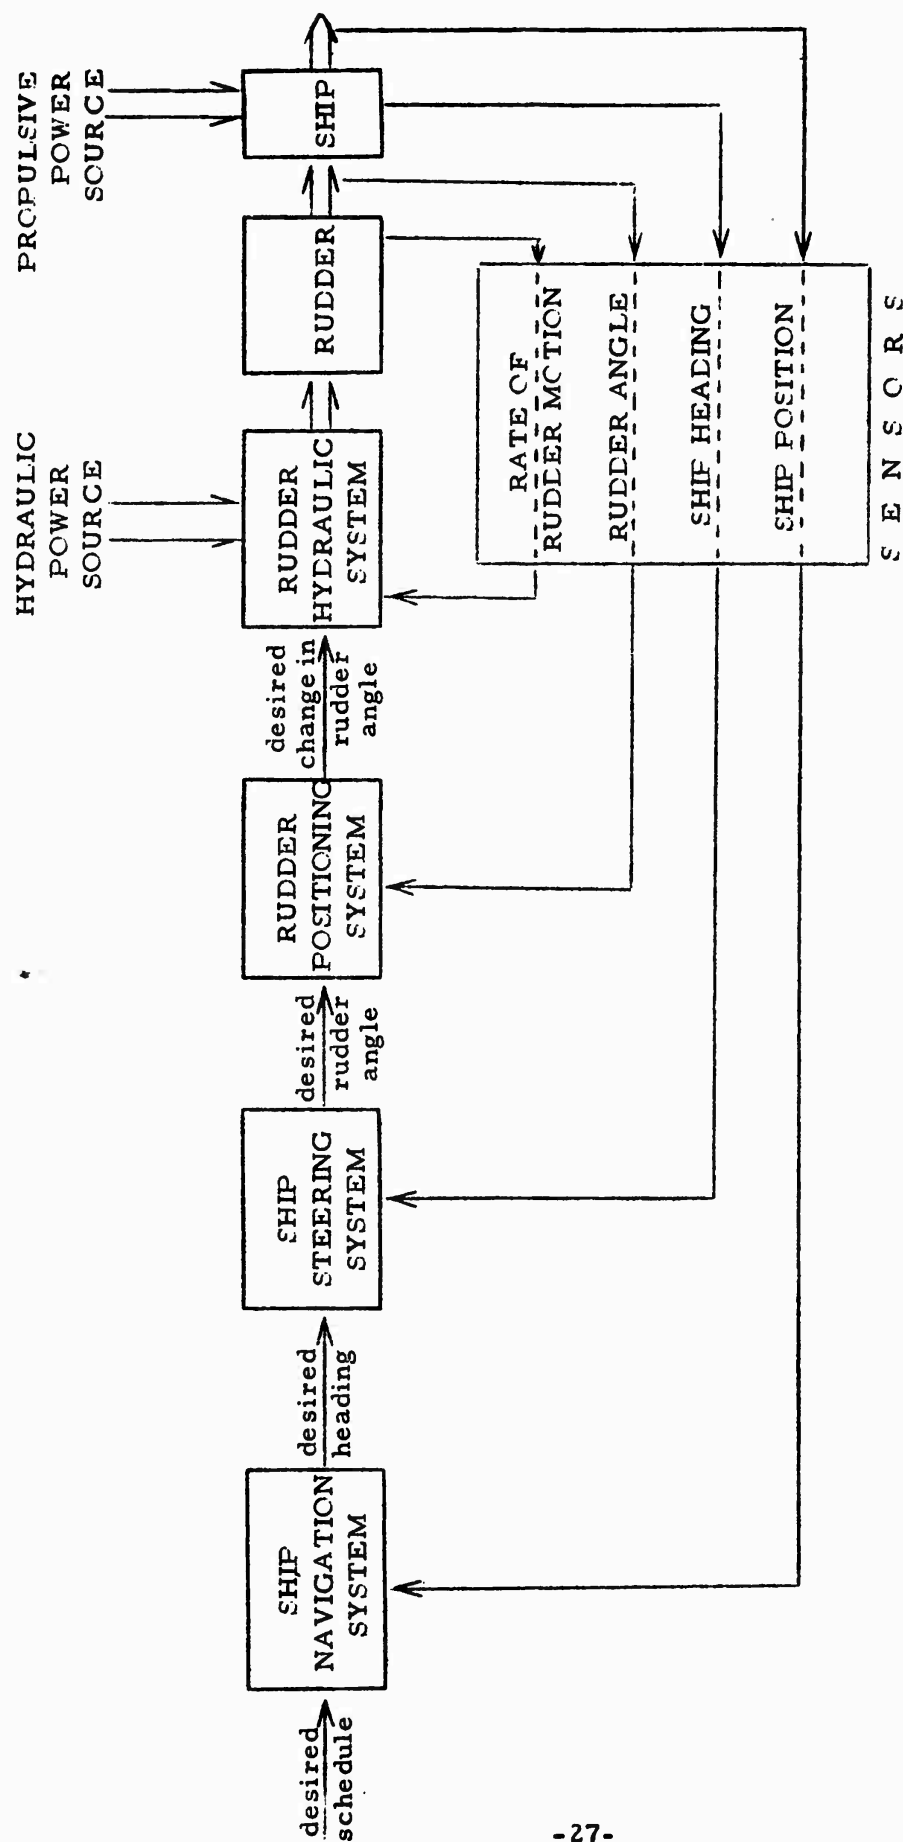 desired
schedule
SHIP
NAVIGATION
SYSTEM
desired
heading
SHIP
STEERING
SYSTEM
desired
rudder
angle
RUDDER
POSITIONING
SYSTEM
desired
change in
rudder
angle
HYDRAULIC
POWER
SOURCE
RUDDER
HYDRAULIC
SYSTEM
RUDDER
PROPULSIVE
POWER
SOURCE
SHIP
RATE OF
RUDDER MOTION
RUDDER ANGLE
SHIP HEADING
SHIP POSITION
SENSORS
-27-